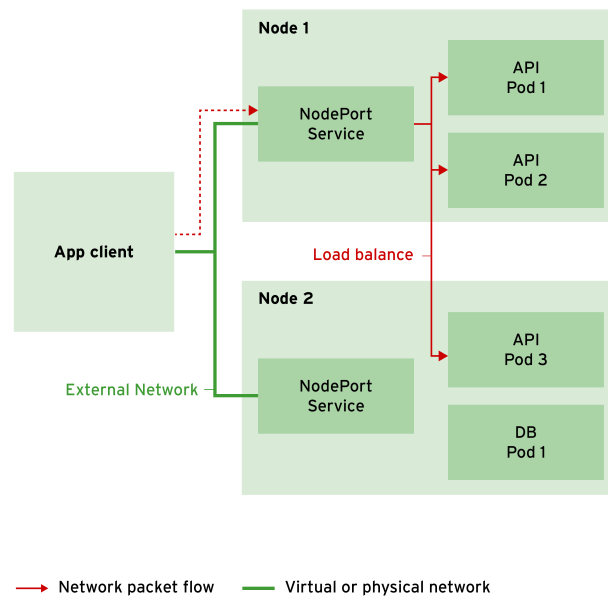 Node 1
NodePort
Service
API
Pod 1
API
Pod 2
App client
Load balance
Node 2
NodePort
Service
API
Pod 3
External Network
DB
Pod 1
Network packet flow
Virtual or physical network